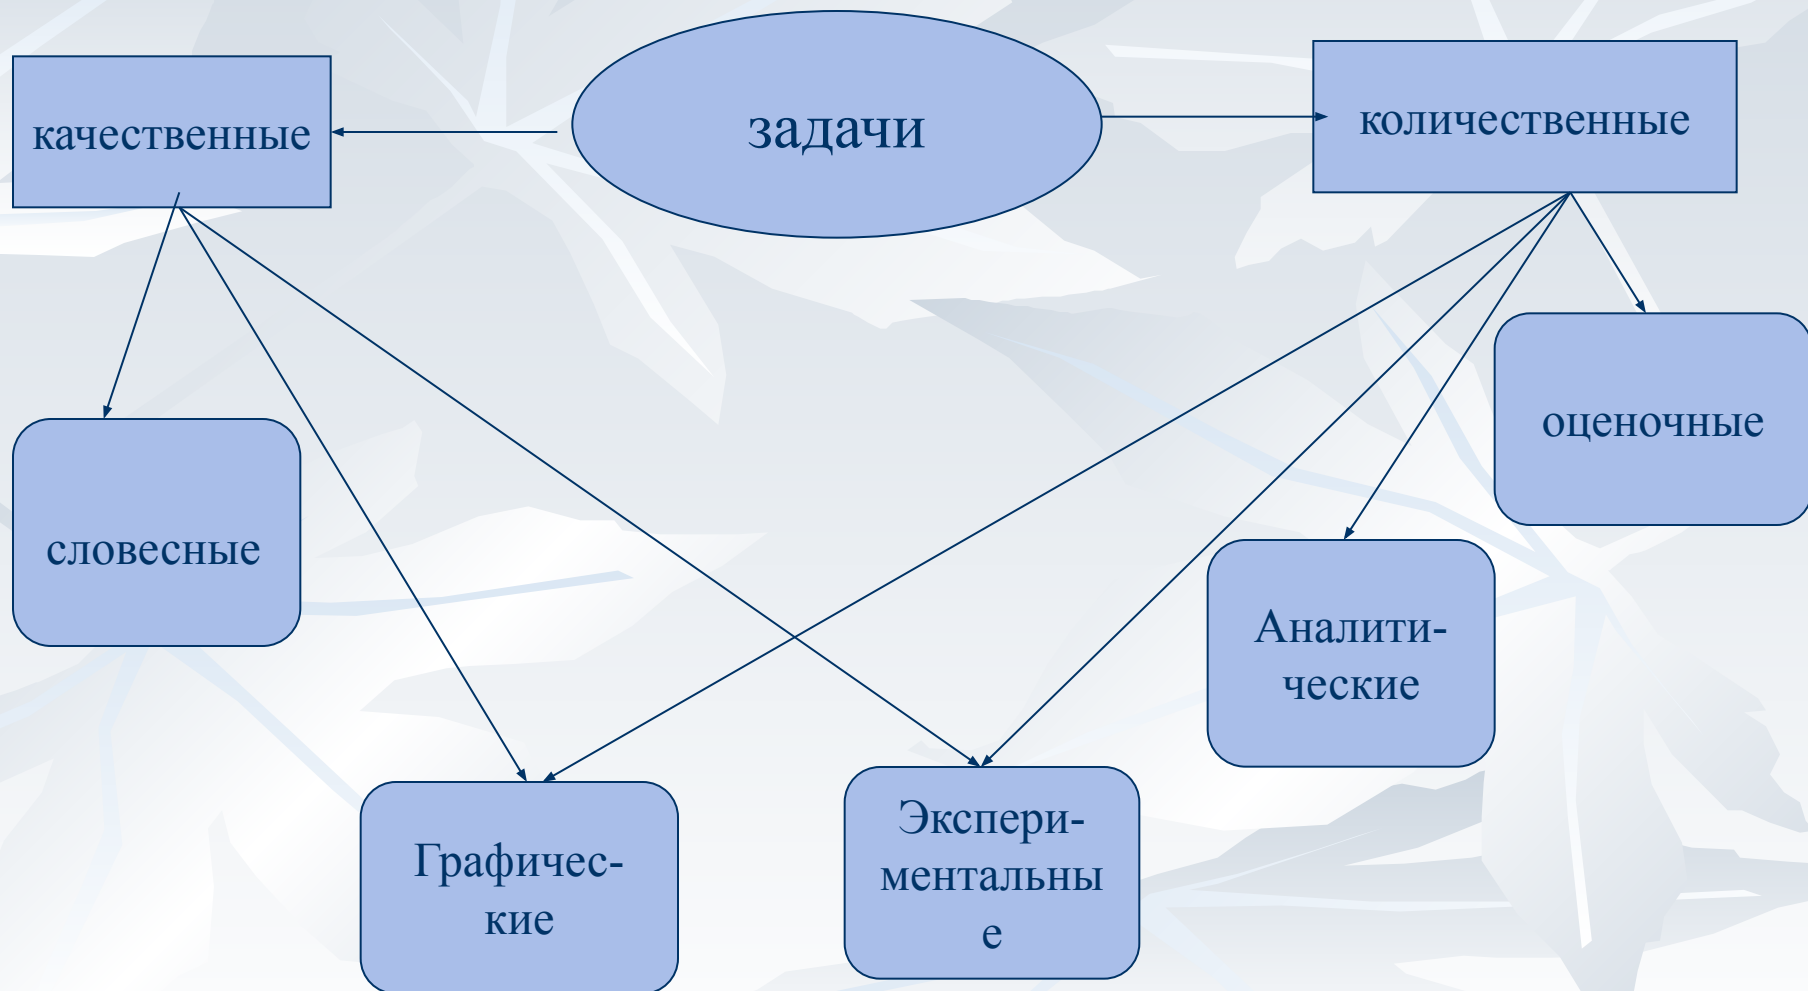 задачи
качественные
количественные
словесные
оценочные
Аналити-
ческие
Графичес-
кие
Экспери-
ментальны
е